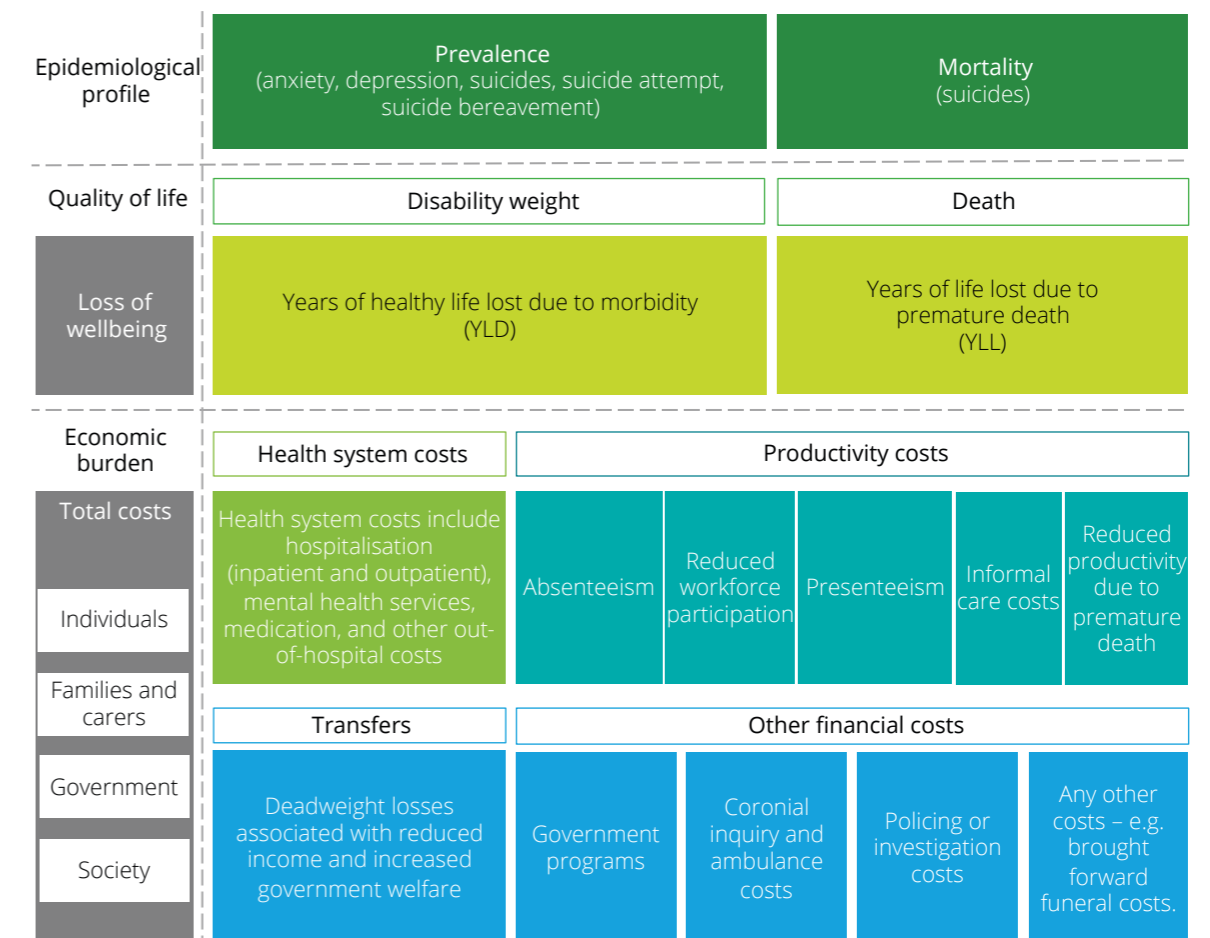 Epidemiological
profile
Prevalence
(anxiety, depression, suicides, suicide attempt,
suicide bereavement)
Mortality
(suicides)
Quality of life
Disability weight
Death
Loss of
wellbeing
Years of healthy life lost due to morbidity
(YLD)
Years of life lost due to
premature death
(YLL)
Economic
burden
Health system costs
Productivity costs
Total costs
Individuals
Families and
carers
Government
Society
Health system costs include
hospitalisation
(inpatient and outpatient),
mental health services,
medication, and other out-
of-hospital costs
Absenteeism
Reduced
workforce
participation
Presenteeism
Informal
care costs
Reduced
productivity
due to
premature
death
Transfers
Other financial costs
Deadweight losses
associated with reduced
income and increased
government welfare
Government
programs
Coronial
inquiry and
ambulance
costs
Policing or
investigation
costs
Any other
costs – e.g.
brought
forward
funeral costs.